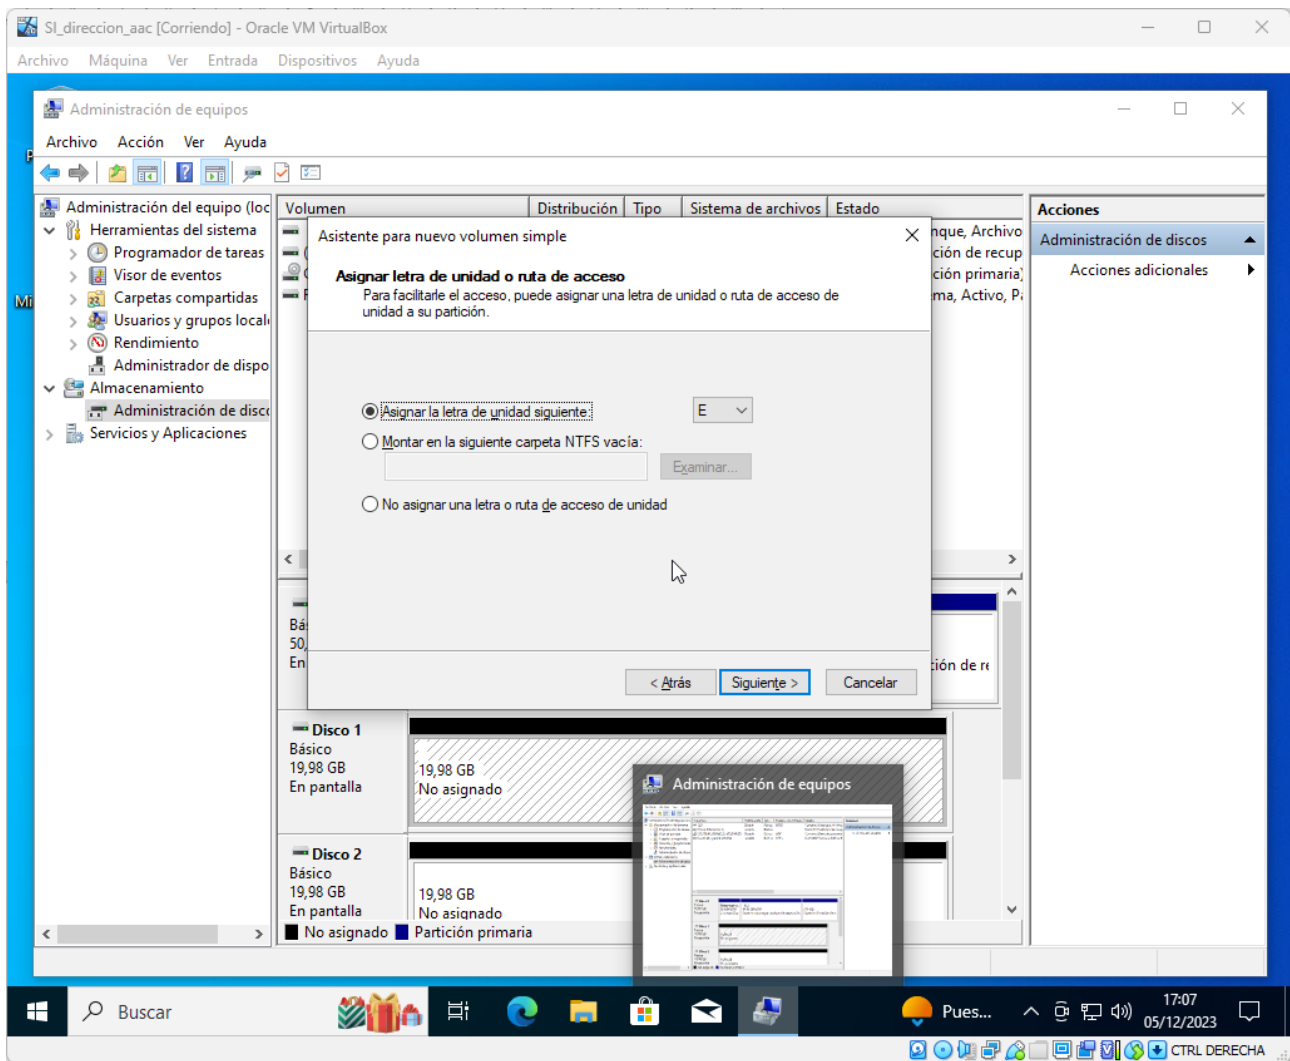 SI_direccion_aac [Corriendo] - Oracle VM VirtualBox
Archivo Máquina Ver Entrada Dispositivos Ayuda
Administración de equipos
Archivo Acción Ver Ayuda
Administración del equipo (loc
Herramientas del sistema
Programador de tareas
Visor de eventos
Carpetas compartidas
Usuarios y grupos local
Rendimiento
Administrador de dispo
Almacenamiento
Administración de disc
Servicios y Aplicaciones
Volumen Distribución Tipo Sistema de archivos Estado
nque, Archivo
ción de recup
ción primaria)
ma, Activo, Pa
Acciones
Administración de discos
Acciones adicionales
Asistente para nuevo volumen simple
Asignar letra de unidad o ruta de acceso
Para facilitarle el acceso, puede asignar una letra de unidad o ruta de acceso de
unidad a su partición.
Asignar la letra de unidad siguiente: E
Montar en la siguiente carpeta NTFS vacía:
Examinar...
No asignar una letra o ruta de acceso de unidad
< Atrás Siguiente > Cancelar
Bá
50,
En
ción de re
Disco 1
Básico
19,98 GB
En pantalla
19,98 GB
No asignado
Disco 2
Básico
19,98 GB
En pantalla
19,98 GB
No asignado
No asignado Partición primaria
Administración de equipos
Buscar
Pues...
17:07
05/12/2023
CTRL DERECHA